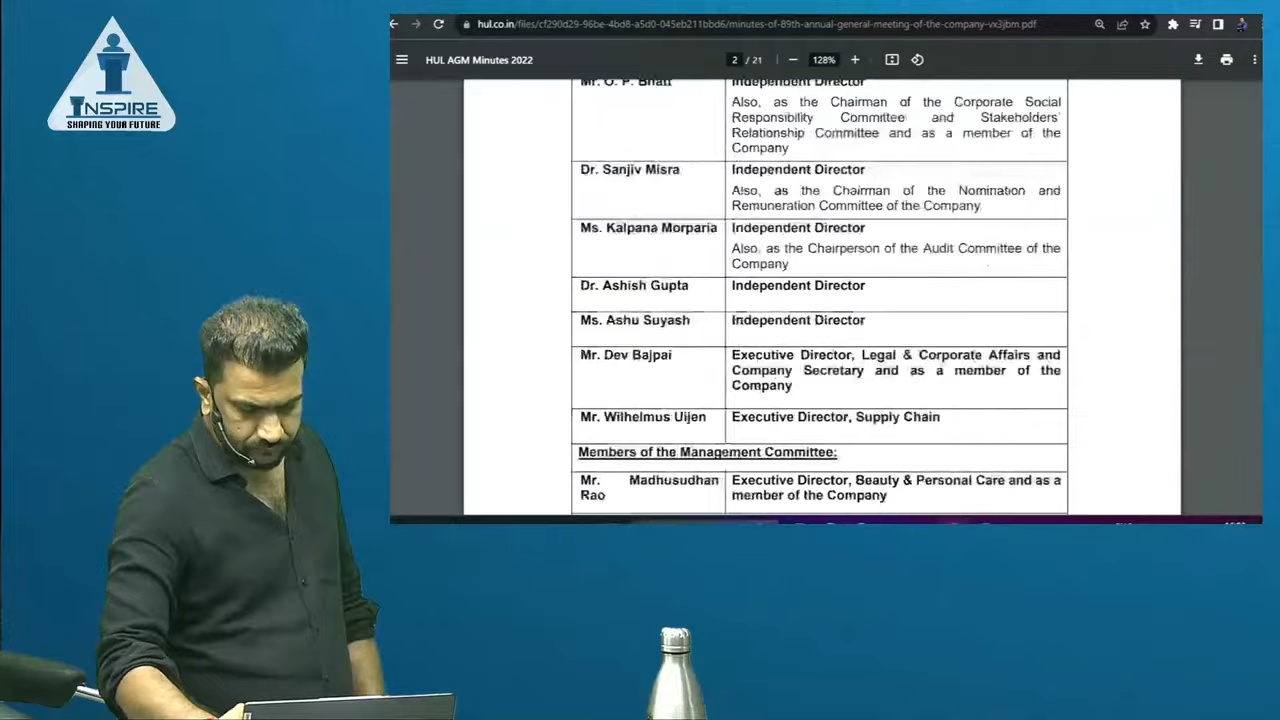 INSPIRE
SHAPING YOUR FUTURE
hul.co.in/files/cf290d29-96be-4bd8-a5d0-045eb211bbd6/minutes-of-89th-annual-general-meeting-of-the-company-vx3jbm.pdf
HUL AGM Minutes 2022
2 / 21
128%
Mr. O. P. Bhatt
Independent Director
Also, as the Chairman of the Corporate Social
Responsibility Committee and Stakeholders'
Relationship Committee and as a member of the
Company
Dr. Sanjiv Misra
Independent Director
Also, as the Chairman of the Nomination and
Remuneration Committee of the Company
Ms. Kalpana Morparia
Independent Director
Also, as the Chairperson of the Audit Committee of the
Company
Dr. Ashish Gupta
Independent Director
Ms. Ashu Suyash
Independent Director
Mr. Dev Bajpai
Executive Director, Legal & Corporate Affairs and
Company Secretary and as a member of the
Company
Mr. Wilhelmus Uijen
Executive Director, Supply Chain
Members of the Management Committee:
Mr. Madhusudhan
Rao
Executive Director, Beauty & Personal Care and as a
member of the Company